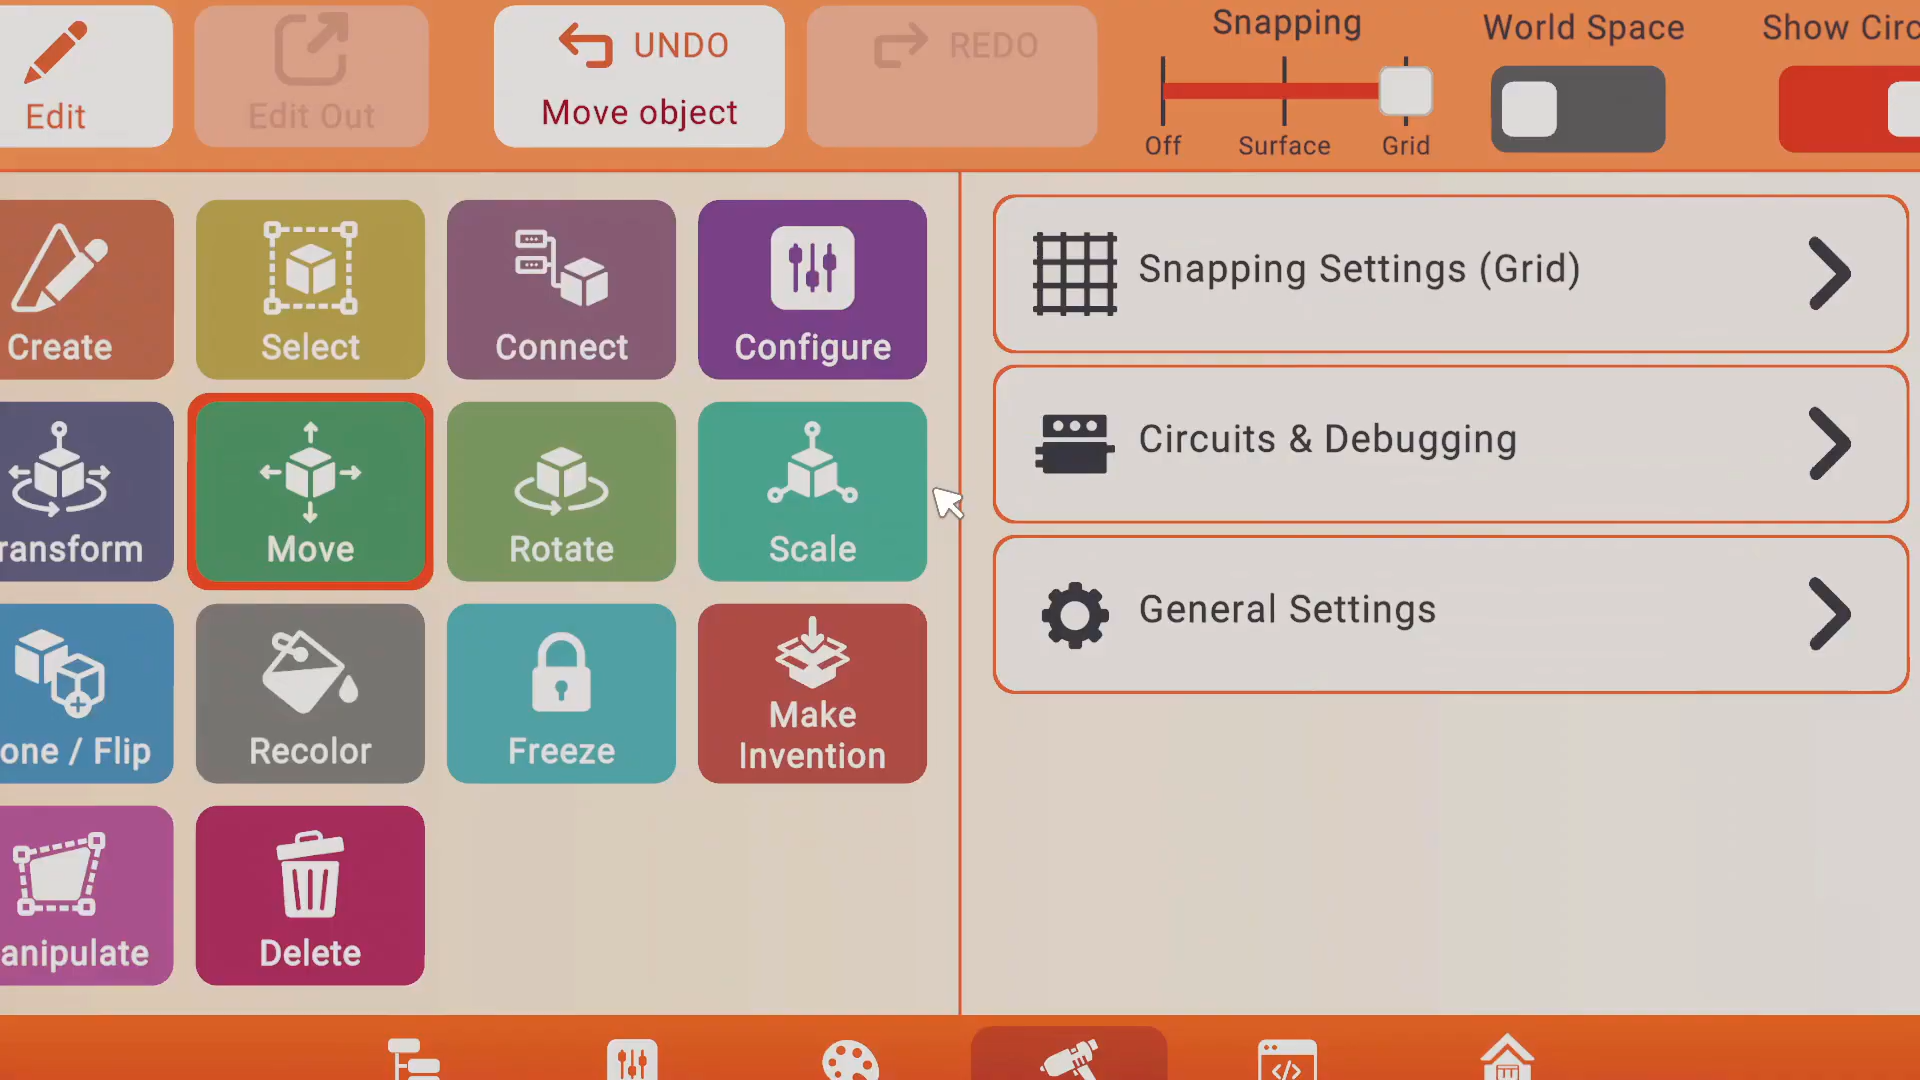 Edit
Edit Out
UNDO
Move object
REDO
Snapping
Off
Surface
Grid
World Space
Show Circ
Create
Select
Connect
Configure
ransform
Move
Rotate
Scale
one / Flip
Recolor
Freeze
Make
Invention
anipulate
Delete
Snapping Settings (Grid)
Circuits & Debugging
General Settings